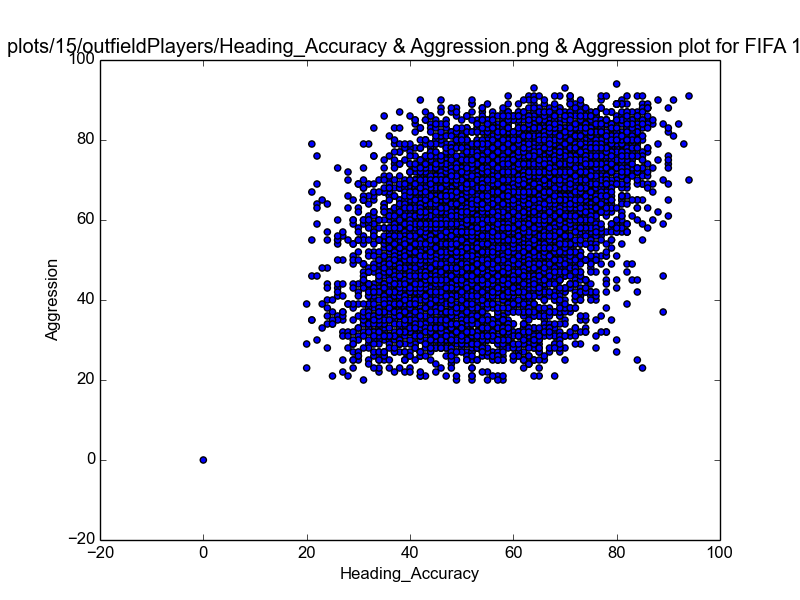 plots/15/outfieldPlayers/Heading_Accuracy & Aggression.png & Aggression plot for FIFA 1
100
80
60
40
20
0
−20
Aggression
−20 0 20 40 60 80 100
Heading_Accuracy